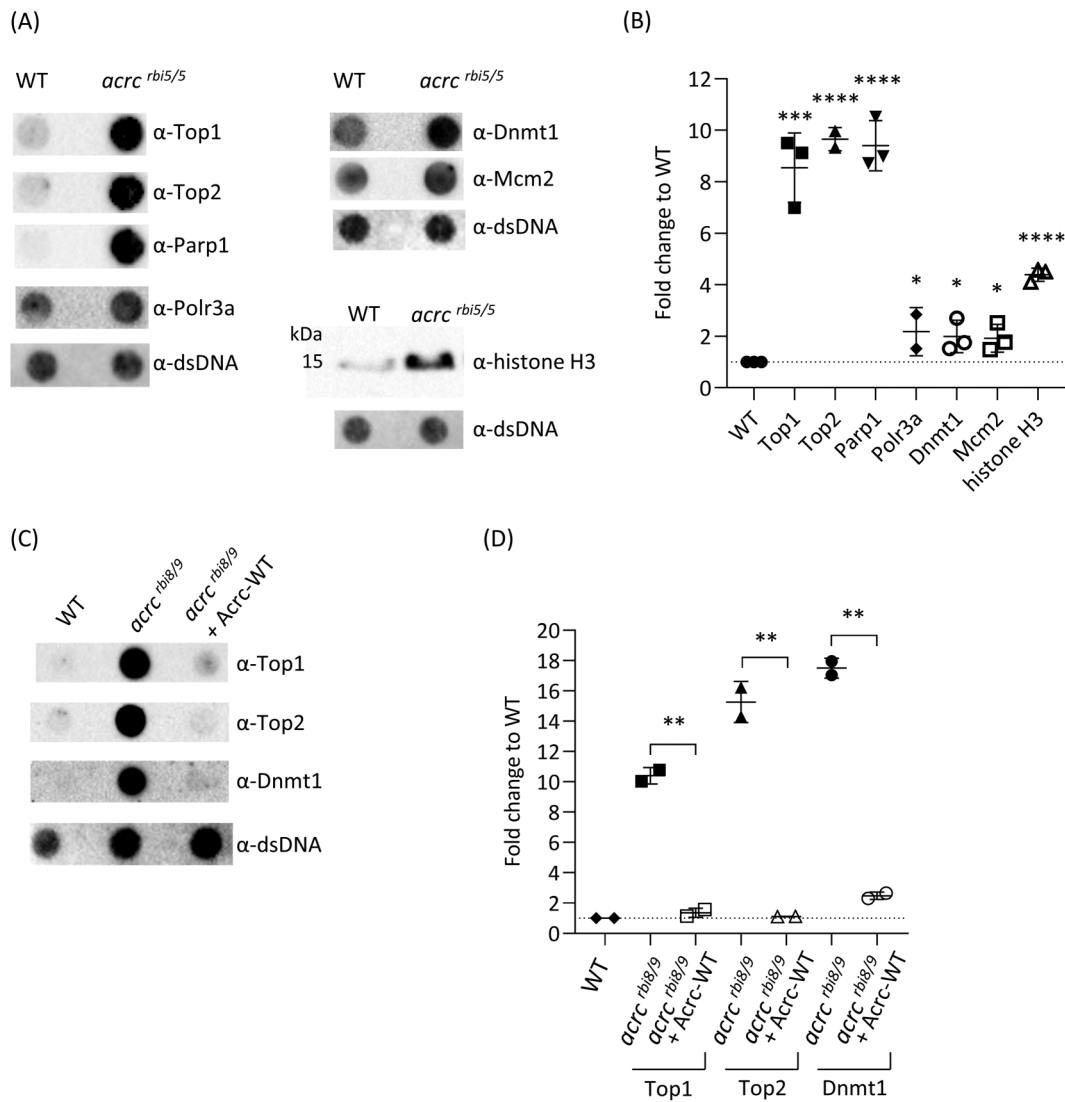 (A)
WT acrc rbi5/5
α-Top1
α-Top2
α-Parp1
α-Polr3a
α-dsDNA
WT acrc rbi5/5
α-Dnmt1
α-Mcm2
α-dsDNA
WT acrc rbi5/5
kDa
15
α-histone H3
α-dsDNA
(B)
Fold change to WT
12
10
8
6
4
2
0
***
****
****
*
*
*
****
WT
Top1
Top2
Parp1
Polr3a
Dnmt1
Mcm2
histone H3
(C)
WT
acrc rbi8/9
acrc rbi8/9
+ Acrc-WT
α-Top1
α-Top2
α-Dnmt1
α-dsDNA
(D)
Fold change to WT
20
18
16
14
12
10
8
6
4
2
0
**
**
**
WT
acrc rbi8/9
acrc rbi8/9
+ Acrc-WT
acrc rbi8/9
acrc rbi8/9
+ Acrc-WT
acrc rbi8/9
acrc rbi8/9
+ Acrc-WT
Top1
Top2
Dnmt1